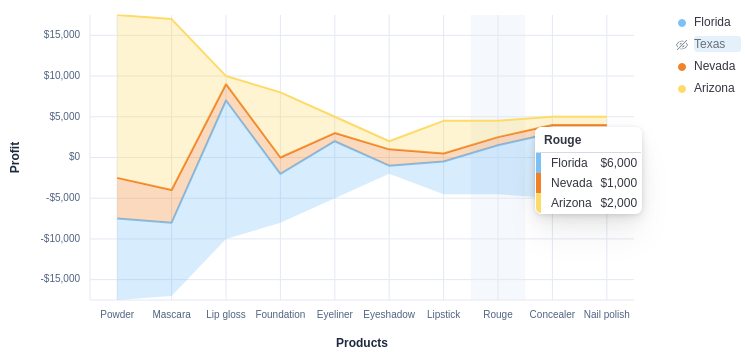 Profit
$15,000
$10,000
$5,000
$0
-$5,000
-$10,000
-$15,000
Powder
Mascara
Lip gloss
Foundation
Eyeliner
Eyeshadow
Lipstick
Rouge
Concealer
Nail polish
Products
Rouge
Florida $6,000
Nevada $1,000
Arizona $2,000
Florida
Texas
Nevada
Arizona